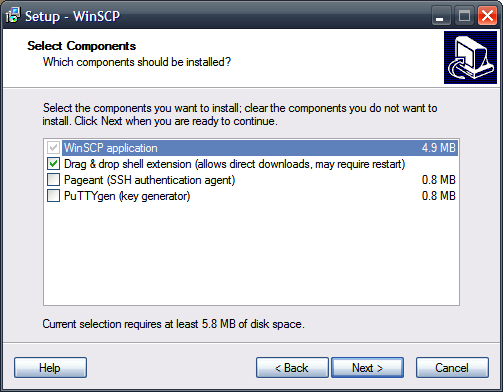 Setup - WinSCP
Select Components
Which components should be installed?
Select the components you want to install; clear the components you do not want to
install. Click Next when you are ready to continue.
WinSCP application 4.9 MB
Drag & drop shell extension (allows direct downloads, may require restart)
Pageant (SSH authentication agent) 0.8 MB
PuTTYgen (key generator) 0.8 MB
Current selection requires at least 5.8 MB of disk space.
Help < Back Next > Cancel